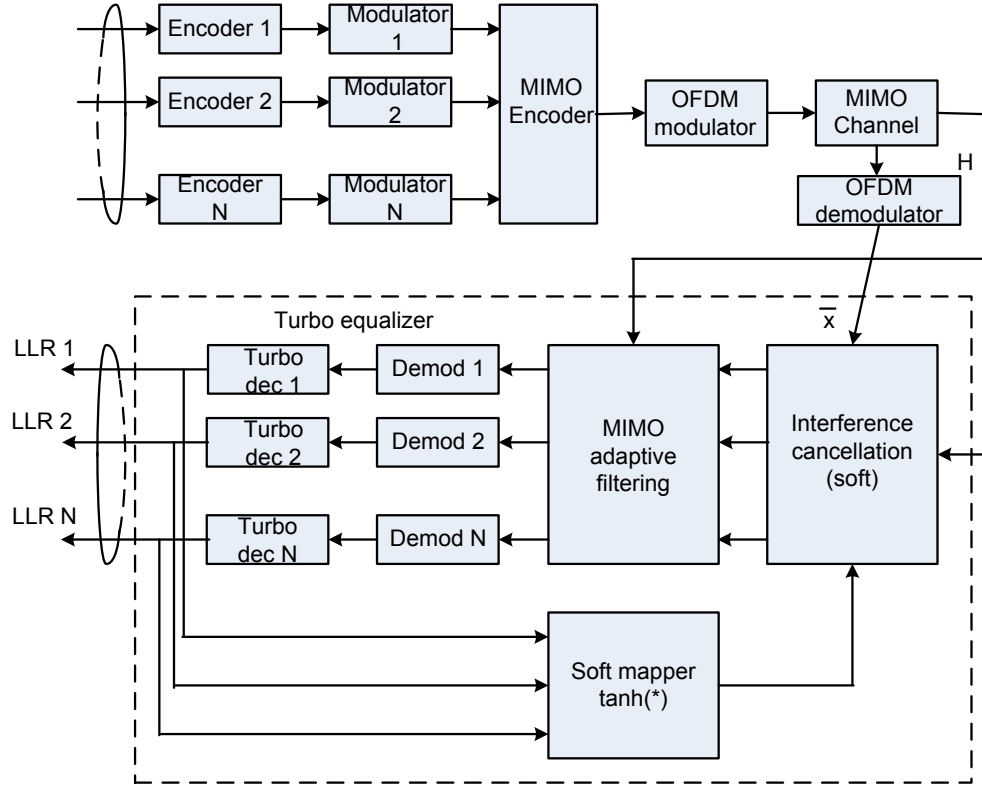 Encoder 1
Modulator
1
Encoder 2
Modulator
2
Encoder
N
Modulator
N
MIMO
Encoder
OFDM
modulator
MIMO
Channel
H
OFDM
demodulator
Turbo equalizer
x̅
LLR 1
Turbo
dec 1
Demod 1
LLR 2
Turbo
dec 2
Demod 2
LLR N
Turbo
dec N
Demod N
MIMO
adaptive
filtering
Interference
cancellation
(soft)
Soft mapper
tanh(*)